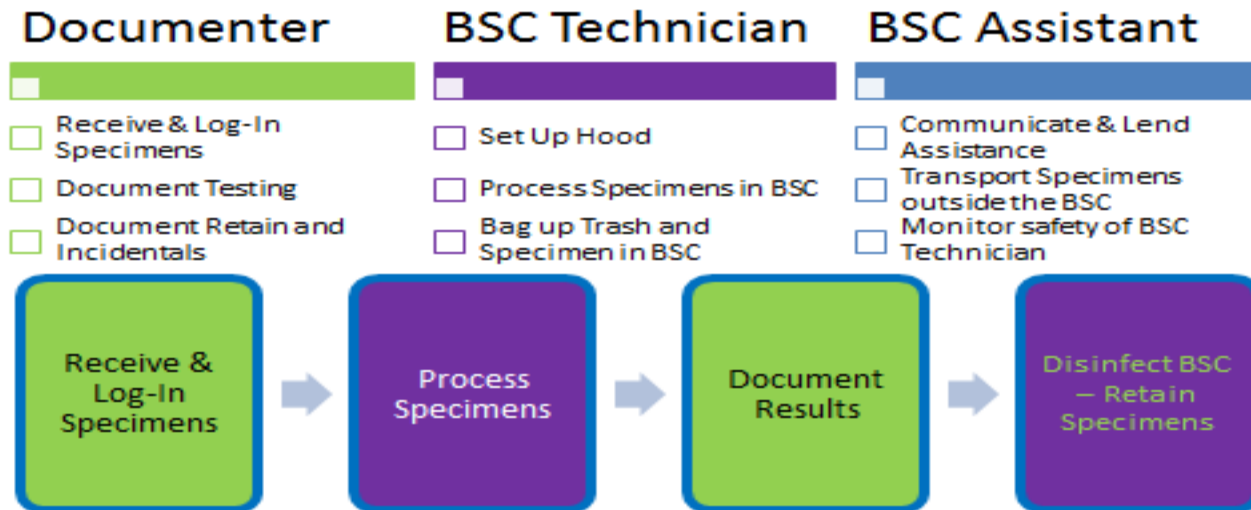 Documenter
Receive & Log-In
Specimens
Document Testing
Document Retain and
Incidentals
BSC Technician
Set Up Hood
Process Specimens in BSC
Bag up Trash and
Specimen in BSC
BSC Assistant
Communicate & Lend
Assistance
Transport Specimens
outside the BSC
Monitor safety of BSC
Technician
Receive &
Log-In
Specimens
Process
Specimens
Document
Results
Disinfect BSC
– Retain
Specimens